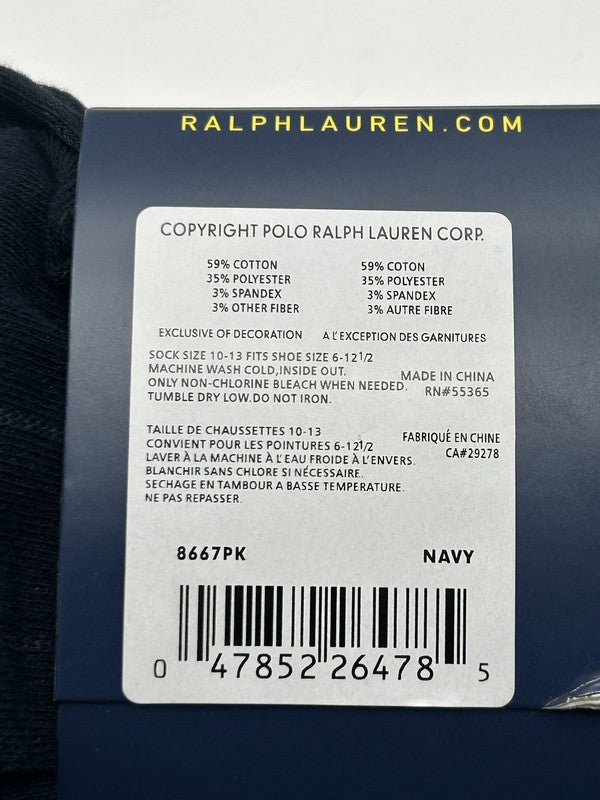 RALPHLAUREN.COM
COPYRIGHT POLO RALPH LAUREN CORP.
59% COTTON
35% POLYESTER
3% SPANDEX
3% OTHER FIBER
59% COTON
35% POLYESTER
3% SPANDEX
3% AUTRE FIBRE
EXCLUSIVE OF DECORATION
A L'EXCEPTION DES GARNITURES
SOCK SIZE 10-13 FITS SHOE SIZE 6-12 1/2
MACHINE WASH COLD,INSIDE OUT.
ONLY NON-CHLORINE BLEACH WHEN NEEDED.
TUMBLE DRY LOW.DO NOT IRON.
MADE IN CHINA
RN#55365
TAILLE DE CHAUSSETTES 10-13
CONVIENT POUR LES POINTURES 6-12 1/2
LAVER À LA MACHINE À L'EAU FROIDE À L'ENVERS.
BLANCHIR SANS CHLORE SI NÉCESSAIRE.
SECHAGE EN TAMBOUR A BASSE TEMPERATURE.
NE PAS REPASSER.
FABRIQUÉ EN CHINE
CA#29278
8667PK NAVY
0 47852 26478 5